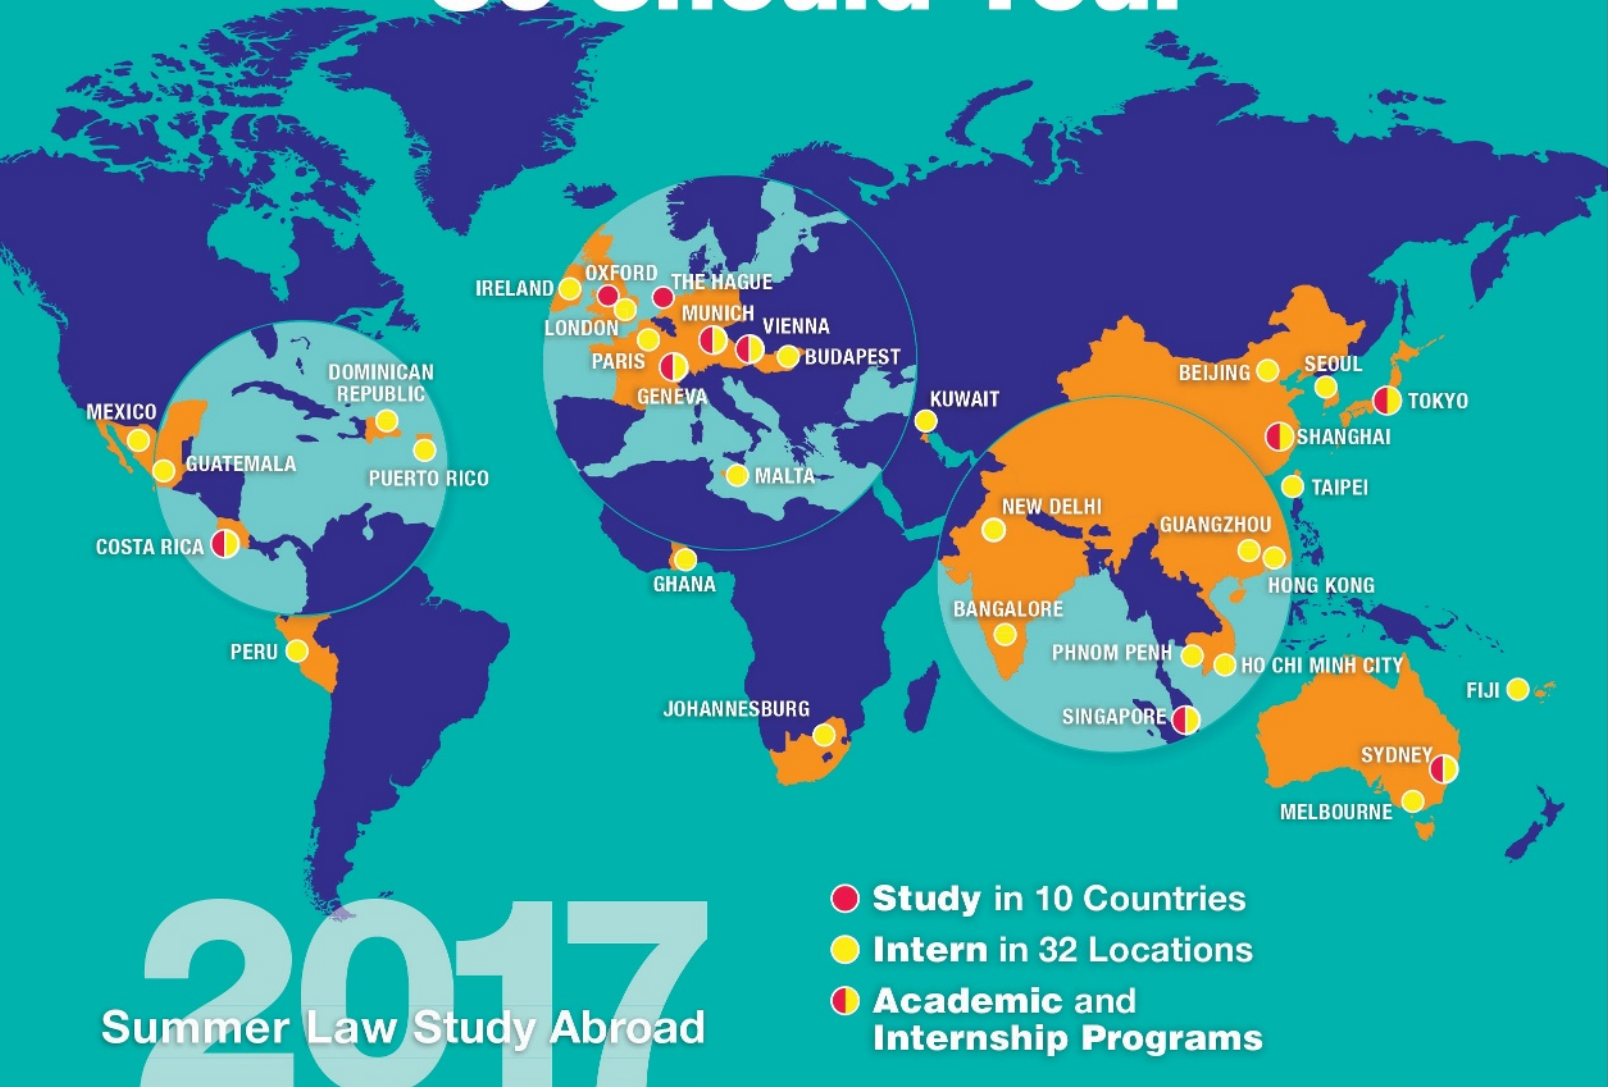 So Should You!
IRELAND
OXFORD
THE HAGUE
LONDON
MUNICH
VIENNA
PARIS
BUDAPEST
GENEVA
DOMINICAN
REPUBLIC
MEXICO
GUATEMALA
PUERTO RICO
COSTA RICA
PERU
MALTA
GHANA
JOHANNESBURG
KUWAIT
BEIJING
SEOUL
TOKYO
SHANGHAI
TAIPEI
NEW DELHI
GUANGZHOU
HONG KONG
BANGALORE
PHNOM PENH
HO CHI MINH CITY
SINGAPORE
FIJI
SYDNEY
MELBOURNE
2017
Summer Law Study Abroad
Study in 10 Countries
Intern in 32 Locations
Academic and
Internship Programs